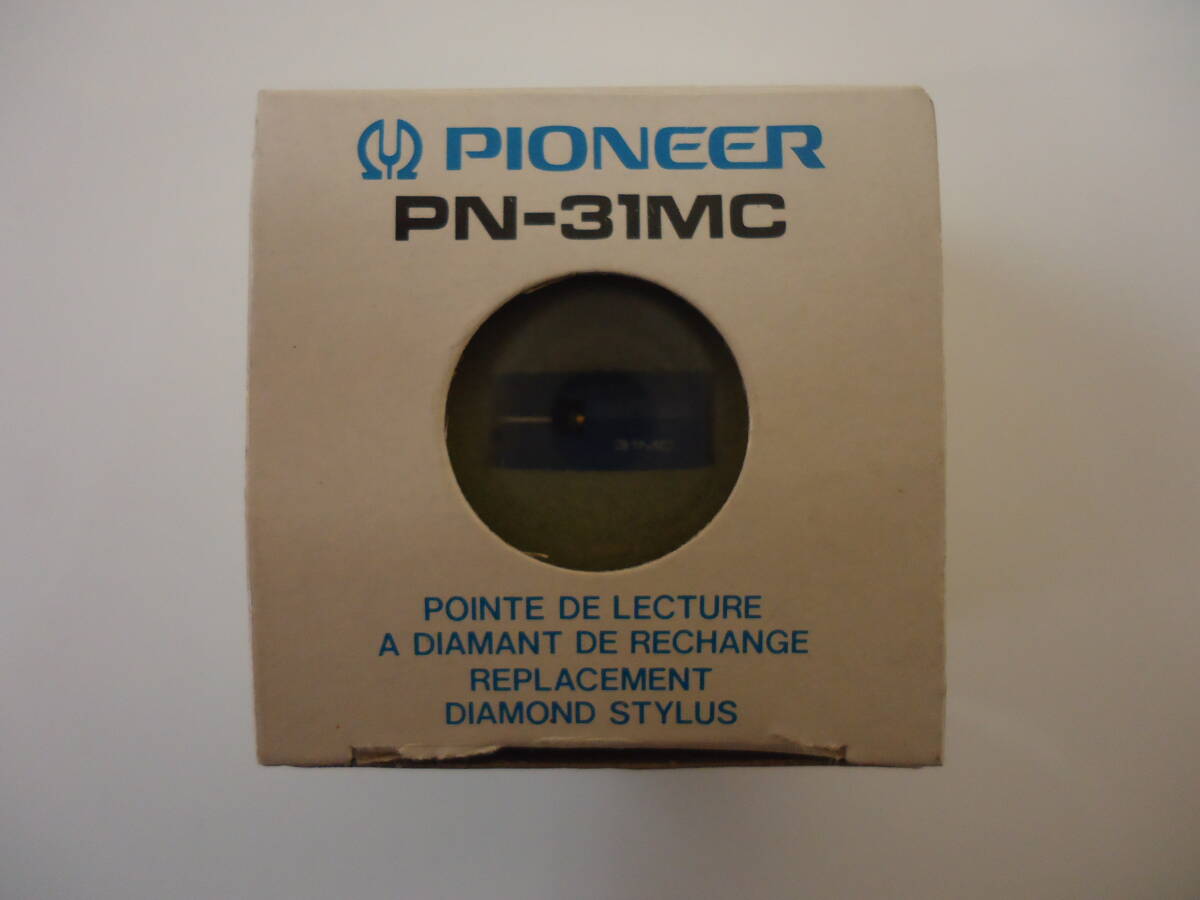 PIONEER
PN-31MC
31MC
POINTE DE LECTURE
A DIAMANT DE RECHANGE
REPLACEMENT
DIAMOND STYLUS